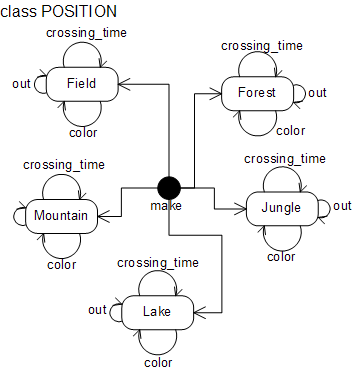 class POSITION
crossing_time
out
Field
color
crossing_time
Forest
out
color
crossing_time
Mountain
color
make
crossing_time
Jungle
out
color
crossing_time
out
Lake
color